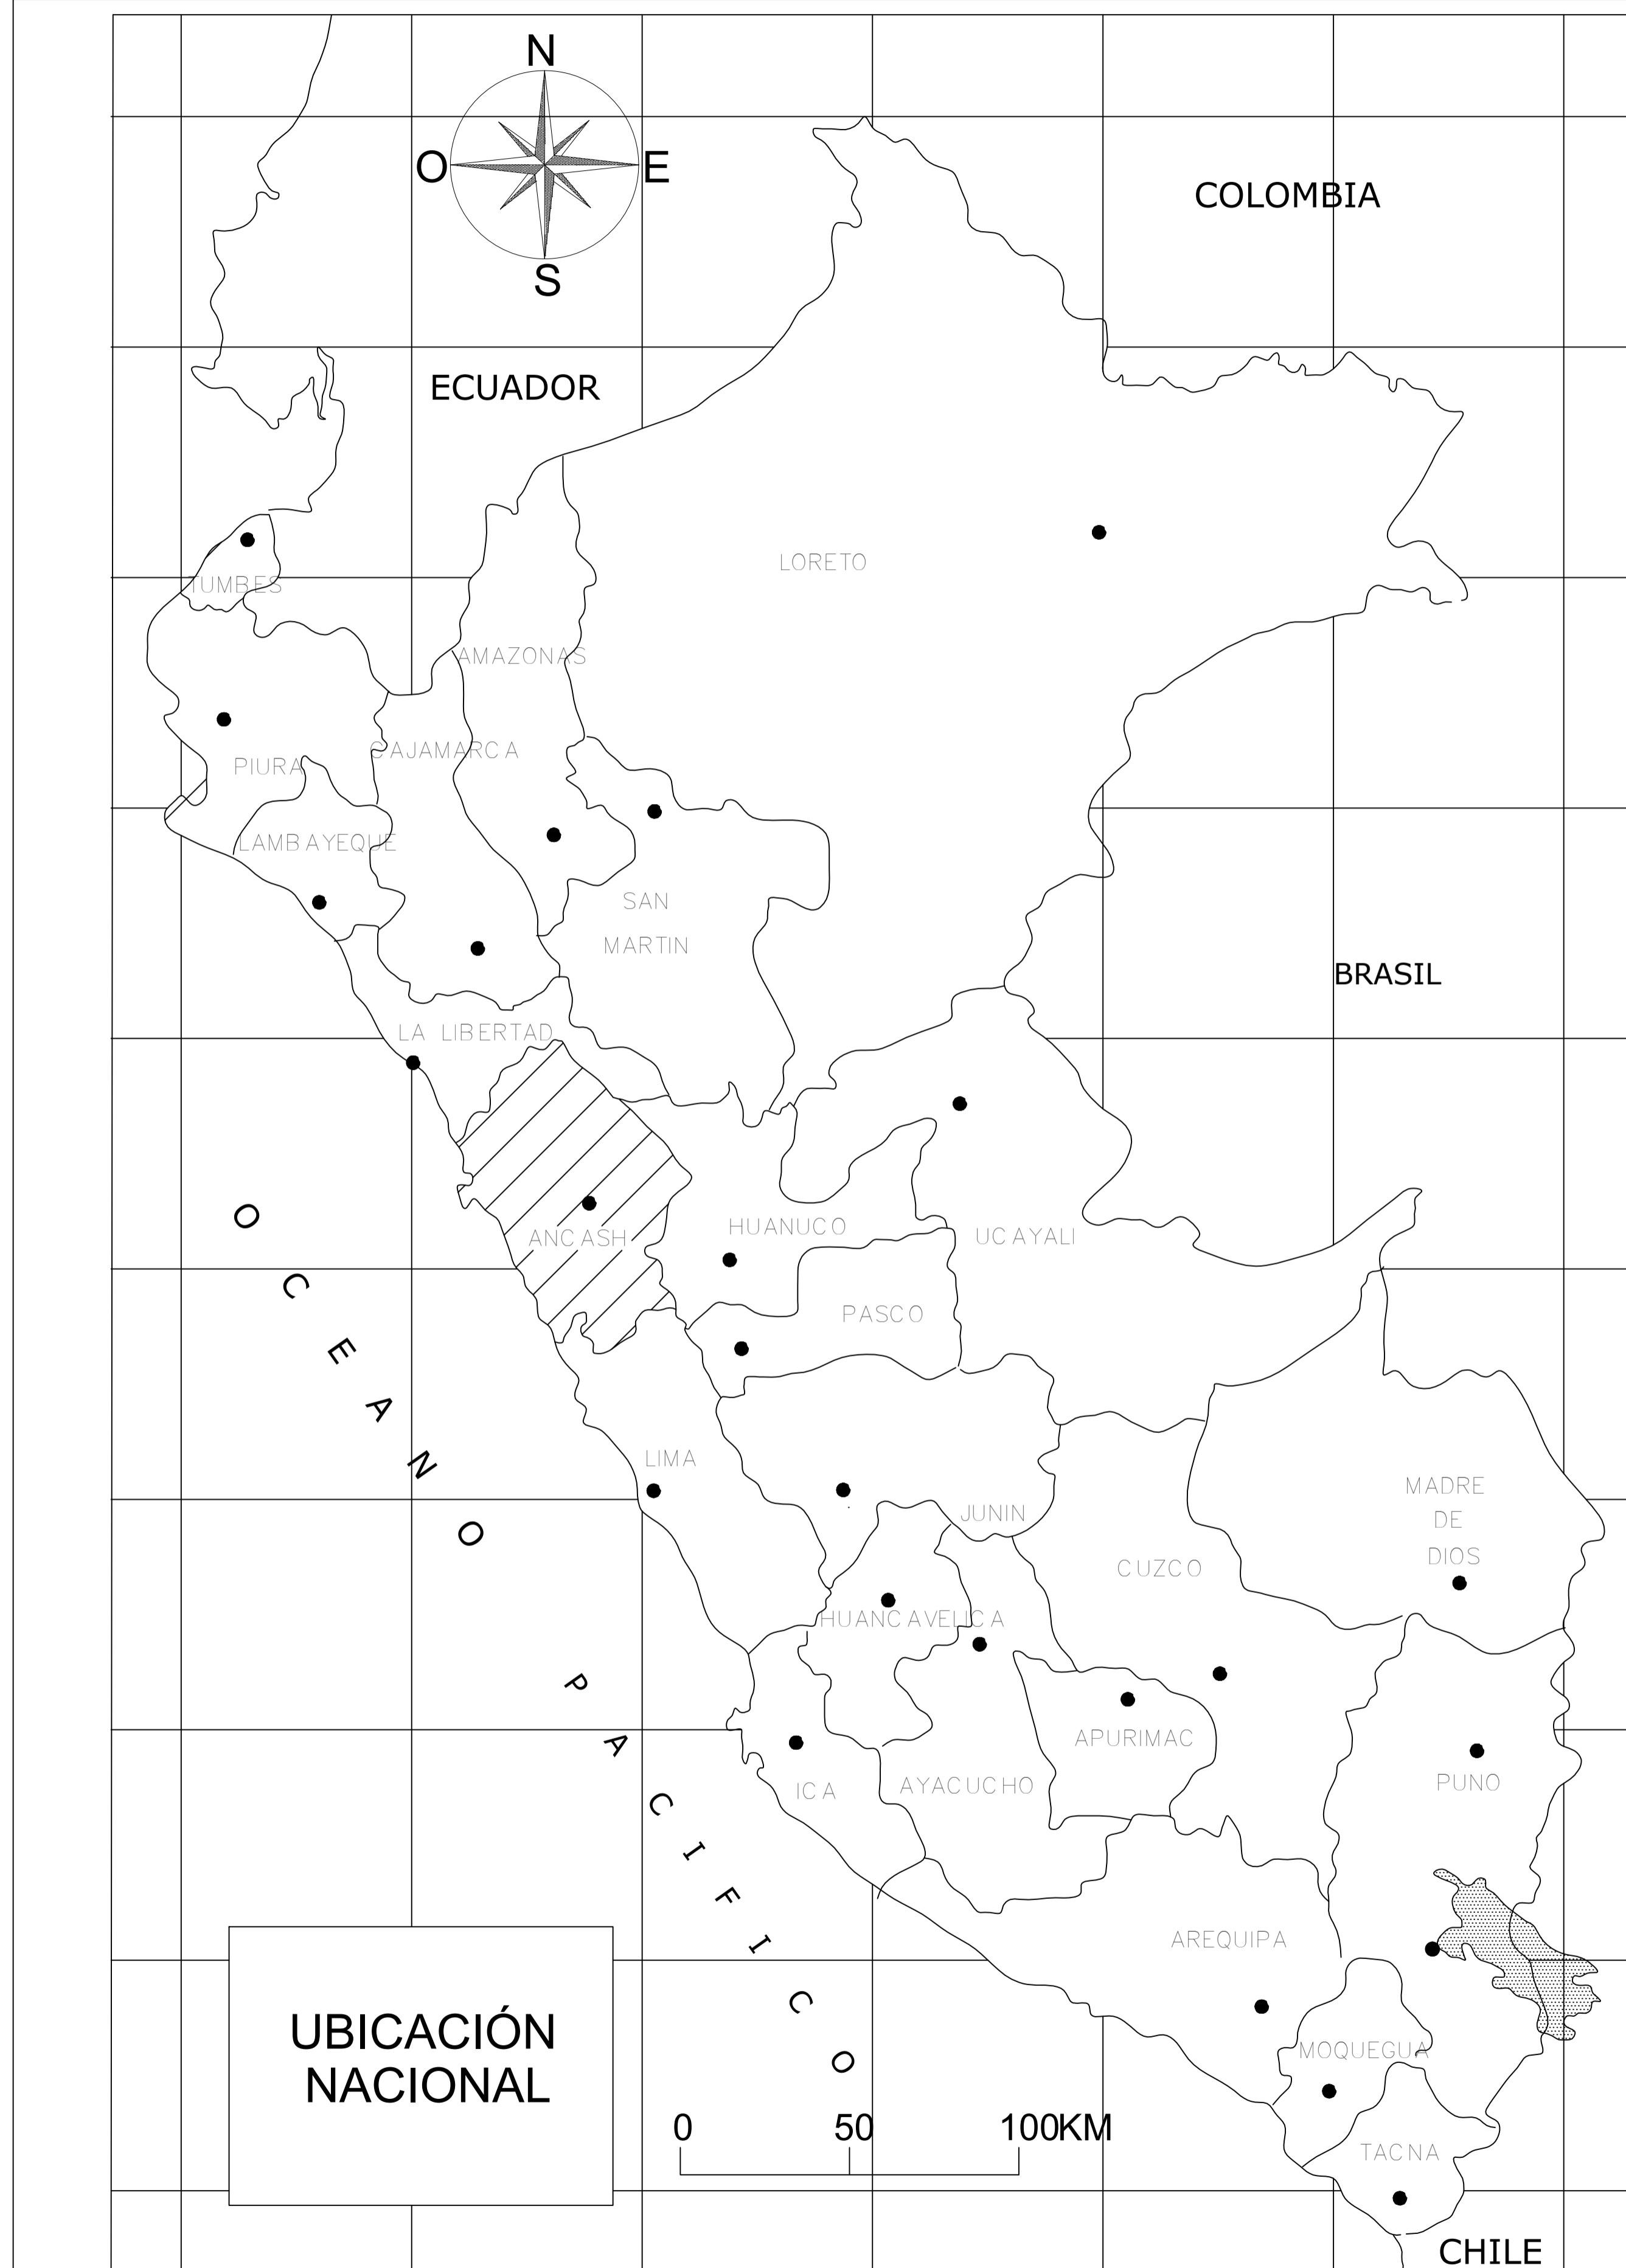 N
O
E
S
COLOMBIA
ECUADOR
LORETO
TUMBES
AMAZONAS
CAJAMARCA
PIURA
LAMBAYEQUE
SAN
MARTIN
BRASIL
LA LIBERTAD
ANCASH
HUANUCO
UCAYALI
PASCO
LIMA
JUNIN
MADRE
DE
DIOS
CUZCO
HUANCAVELICA
APURIMAC
ICA
AYACUCHO
PUNO
AREQUIPA
MOQUEGUA
TACNA
OCEANO PACIFICO
UBICACIÓN
NACIONAL
0 50 100KM
CHILE